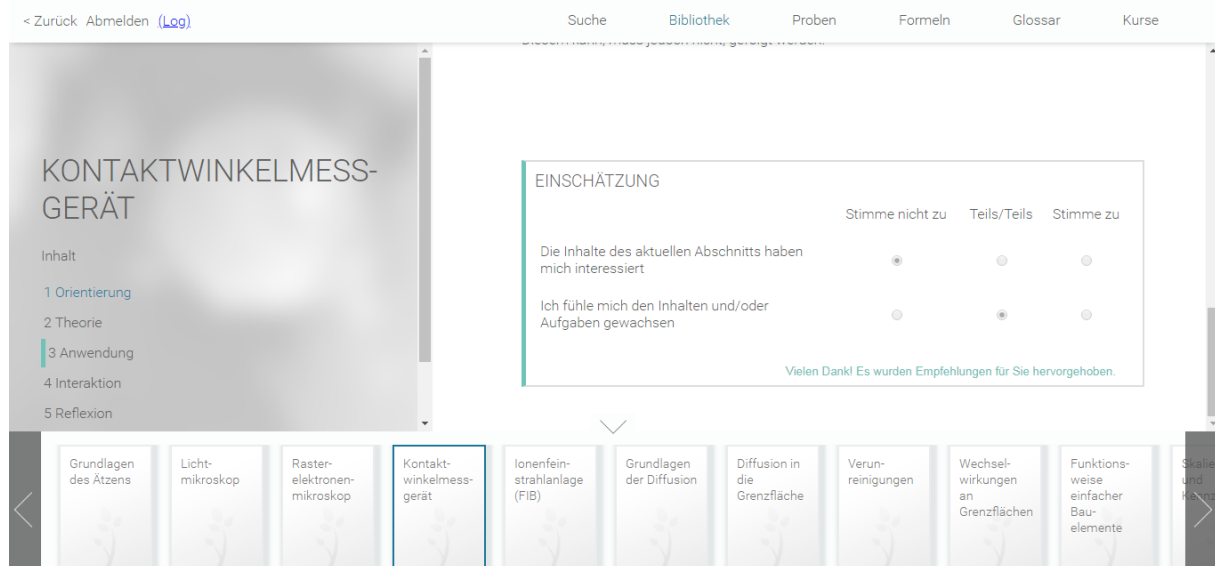 < Zurück Abmelden (Log)
Suche Bibliothek Proben Formeln Glossar Kurse
KONTAKTWINKELMESS-
GERÄT
Inhalt
1 Orientierung
2 Theorie
3 Anwendung
4 Interaktion
5 Reflexion
EINSCHÄTZUNG
Stimme nicht zu Teils/Teils Stimme zu
Die Inhalte des aktuellen Abschnitts haben
mich interessiert
Ich fühle mich den Inhalten und/oder
Aufgaben gewachsen
Vielen Dank! Es wurden Empfehlungen für Sie hervorgehoben.
Grundlagen
des Ätzens
Licht-
mikroskop
Raster-
elektronen-
mikroskop
Kontakt-
winkelmess-
gerät
Ionenfein-
strahlanlage
(FIB)
Grundlagen
der Diffusion
Diffusion in
die
Grenzfläche
Verun-
reinigungen
Wechsel-
wirkungen
an
Grenzflächen
Funktions-
weise
einfacher
Bau-
elemente
und